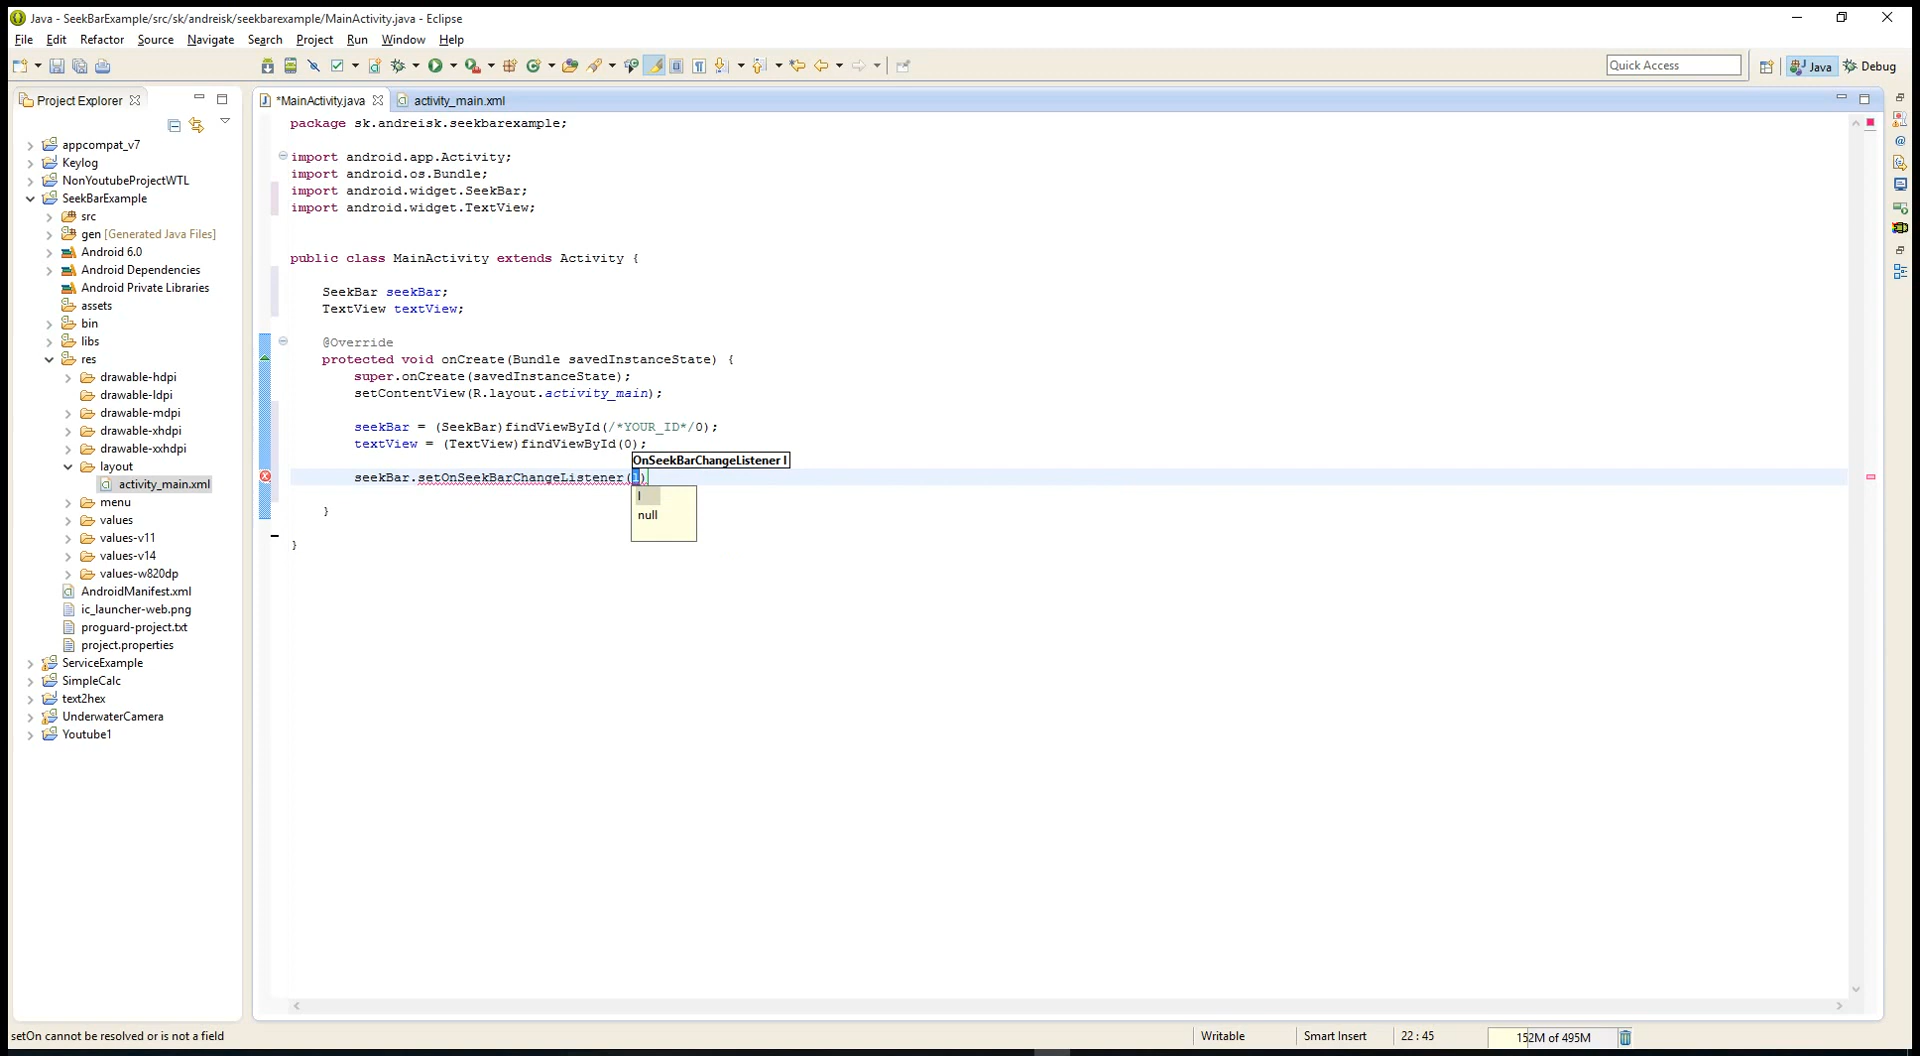 Java - SeekBarExample/src/sk/andreisk/seekbarexample/MainActivity.java - Eclipse
File Edit Refactor Source Navigate Search Project Run Window Help
Quick Access
Java
Debug
Project Explorer
*MainActivity.java
activity_main.xml
appcompat_v7
Keylog
NonYoutubeProjectWTL
SeekBarExample
src
gen [Generated Java Files]
Android 6.0
Android Dependencies
Android Private Libraries
assets
bin
libs
res
drawable-hdpi
drawable-ldpi
drawable-mdpi
drawable-xhdpi
drawable-xxhdpi
layout
activity_main.xml
menu
values
values-v11
values-v14
values-w820dp
AndroidManifest.xml
ic_launcher-web.png
proguard-project.txt
project.properties
ServiceExample
SimpleCalc
text2hex
UnderwaterCamera
Youtube1
package sk.andreisk.seekbarexample;
import android.app.Activity;
import android.os.Bundle;
import android.widget.SeekBar;
import android.widget.TextView;
public class MainActivity extends Activity {
SeekBar seekBar;
TextView textView;
@Override
protected void onCreate(Bundle savedInstanceState) {
super.onCreate(savedInstanceState);
setContentView(R.layout.activity_main);
seekBar = (SeekBar)findViewById(/*YOUR_ID*/0);
textView = (TextView)findViewById(0);
OnSeekBarChangeListener l
seekBar.setOnSeekBarChangeListener(l)
l
null
}
}
setOn cannot be resolved or is not a field
Writable
Smart Insert
22 : 45
152M of 495M